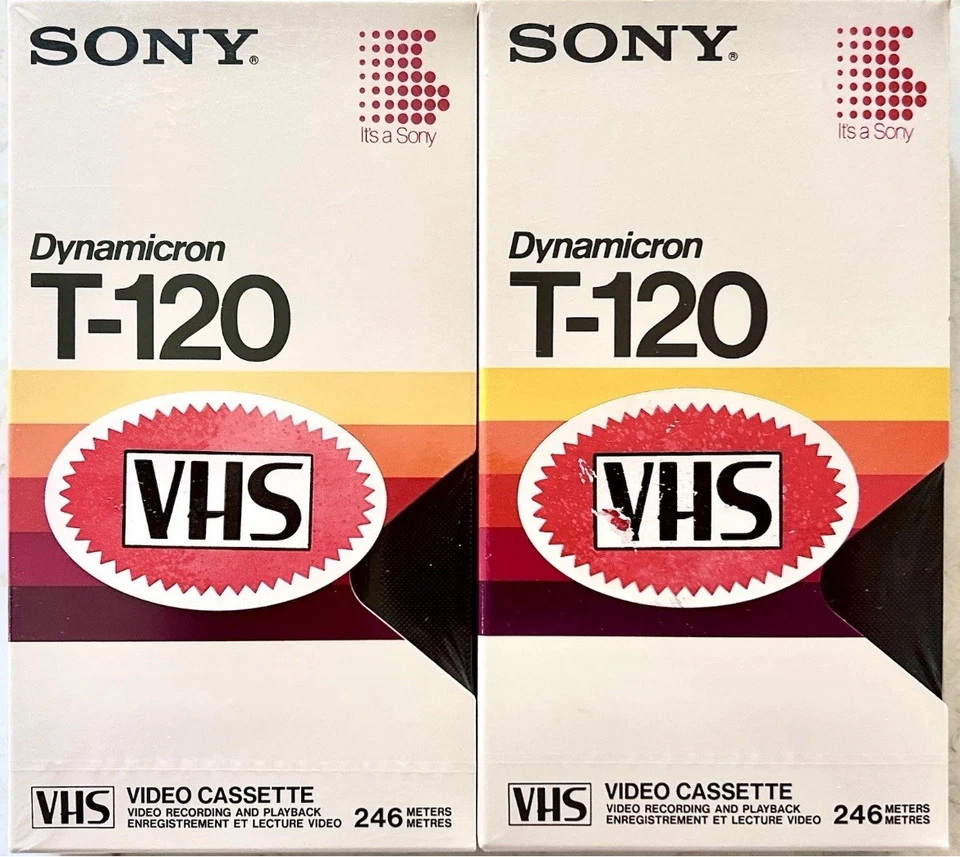 SONY®
It's a Sony
Dynamicron
T-120
VHS
VHS
VIDEO CASSETTE
VIDEO RECORDING AND PLAYBACK
ENREGISTREMENT ET LECTURE VIDEO
246 METERS
METRES
SONY®
It's a Sony
Dynamicron
T-120
VHS
VHS
VIDEO CASSETTE
VIDEO RECORDING AND PLAYBACK
ENREGISTREMENT ET LECTURE VIDEO
246 METERS
METRES